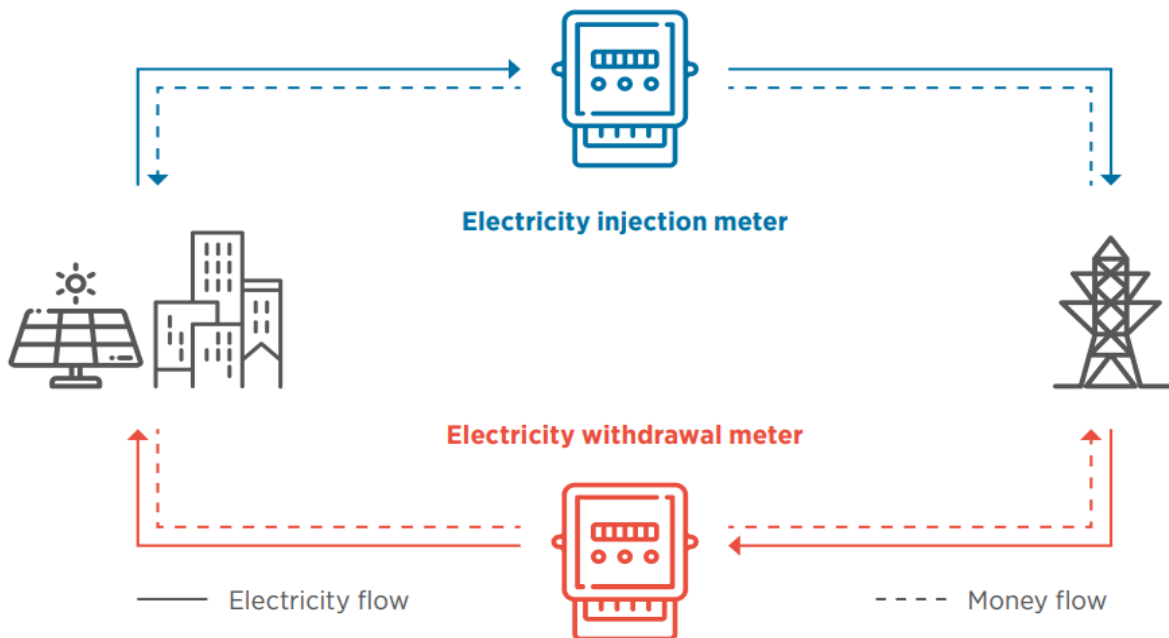 Electricity injection meter
Electricity withdrawal meter
Electricity flow
Money flow